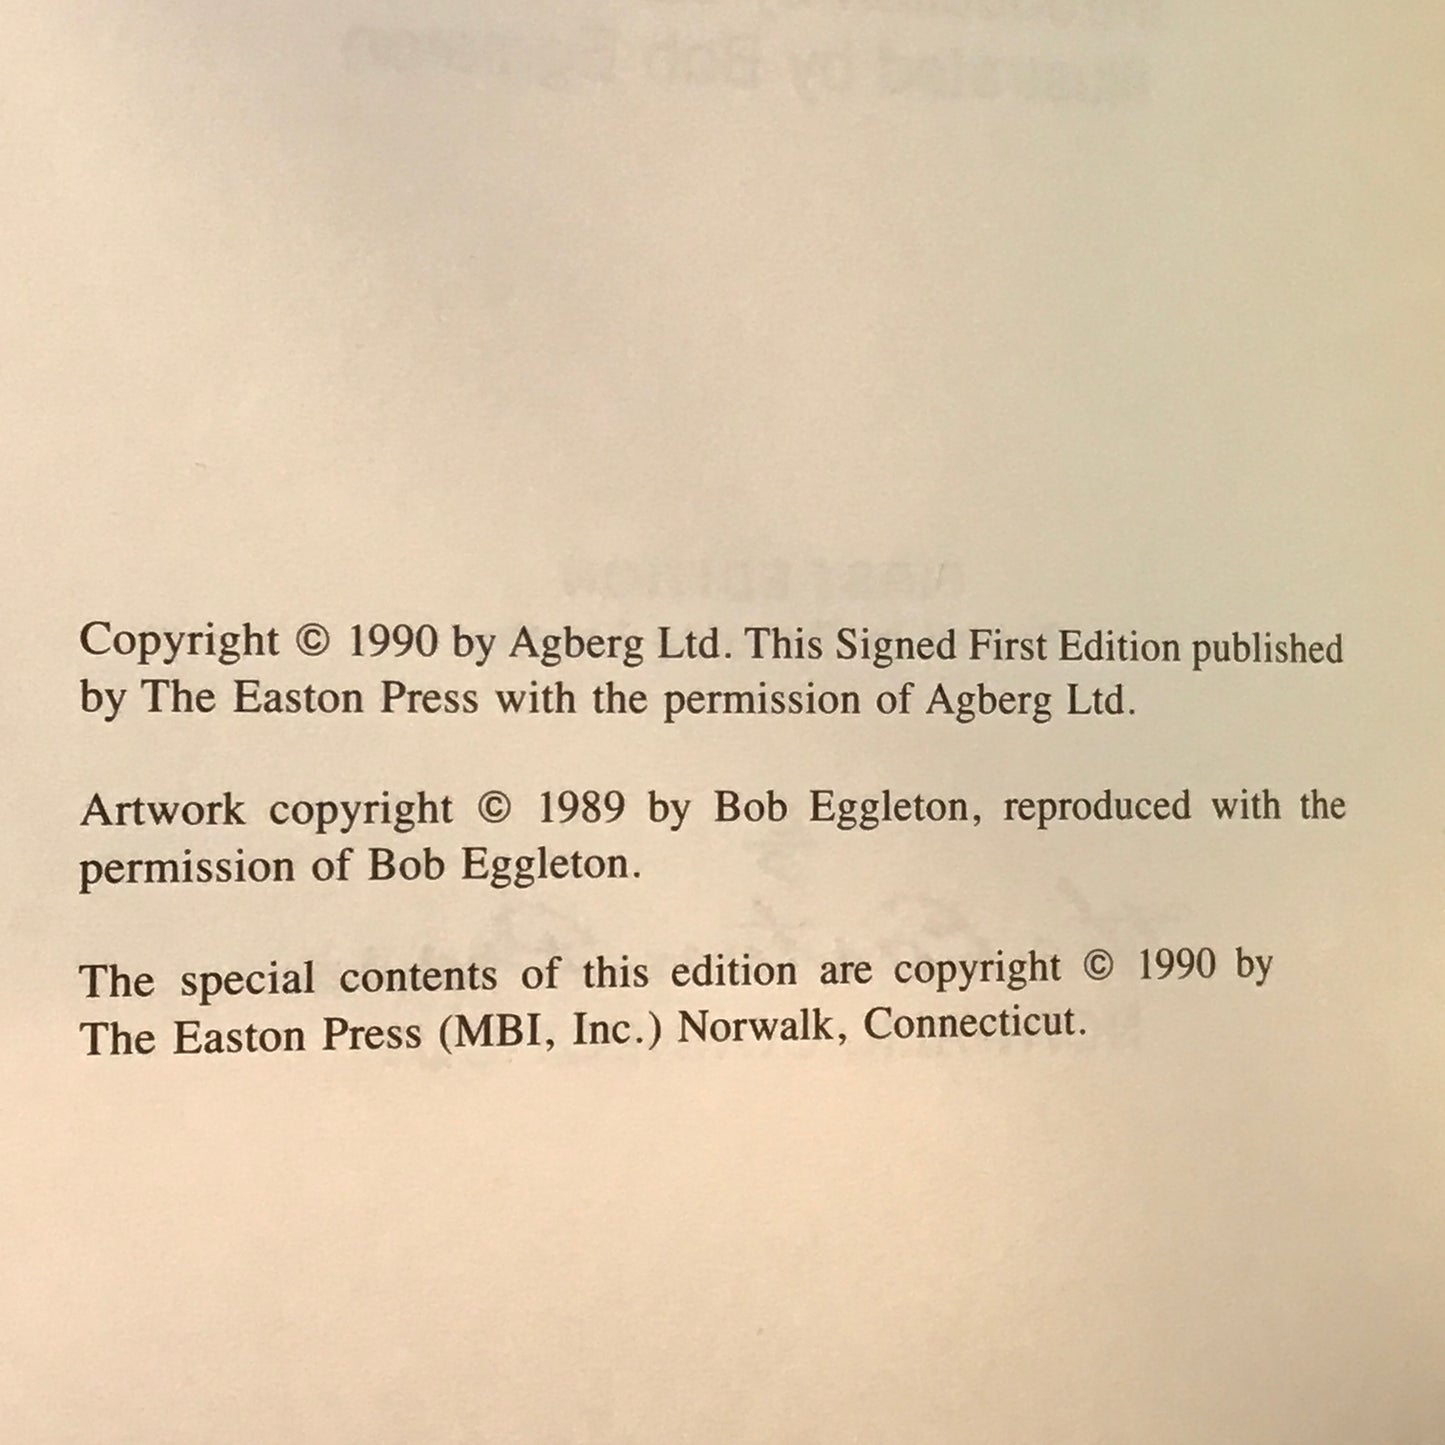 Copyright © 1990 by Agberg Ltd. This Signed First Edition published
by The Easton Press with the permission of Agberg Ltd.
Artwork copyright © 1989 by Bob Eggleton, reproduced with the
permission of Bob Eggleton.
The special contents of this edition are copyright © 1990 by
The Easton Press (MBI, Inc.) Norwalk, Connecticut.